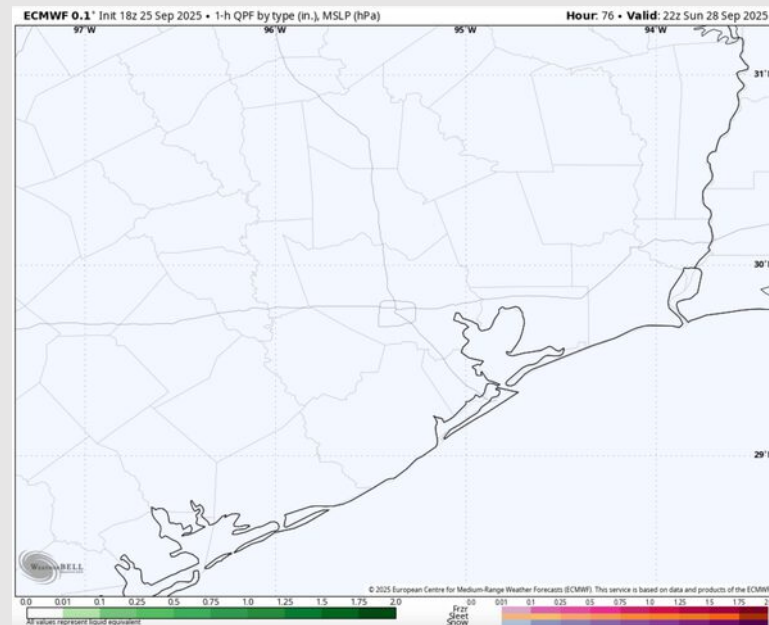 ECMWF 0.1° Init 18z 25 Sep 2025 • 1-h QPF by type (in.), MSLP (hPa) Hour: 76 • Valid: 22z Sun 28 Sep 2025
97°W 96°W 95°W 94°W
31°
30°
29°
WeatherBELL
© 2025 European Centre for Medium-Range Weather Forecasts (ECMWF). This service is based on data and products of the ECMWF
0.0 0.01 0.1 0.25 0.5 0.75 1.0 1.25 1.5 1.75 2.0 0.0 0.01 0.1 0.25 0.5 0.75 1.0 1.25 1.5 1.75 2
Frzr
Sleet
Snow
All values represent liquid equivalent